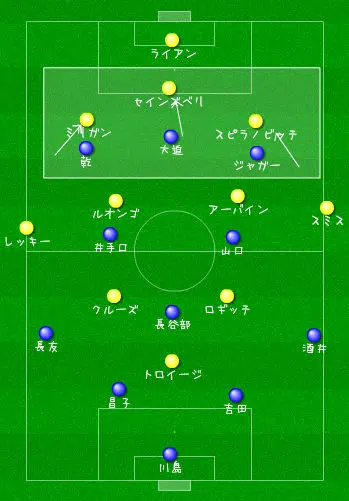 ライアン
セインズベリ
ミリガン
スピラノビッチ
乾
大迫
ジャガー
ルオンゴ
アーバイン
スミス
レッキー
井手口
山口
クルーズ
ロギッチ
長谷部
長友
酒井
トロイージ
昌子
吉田
川島